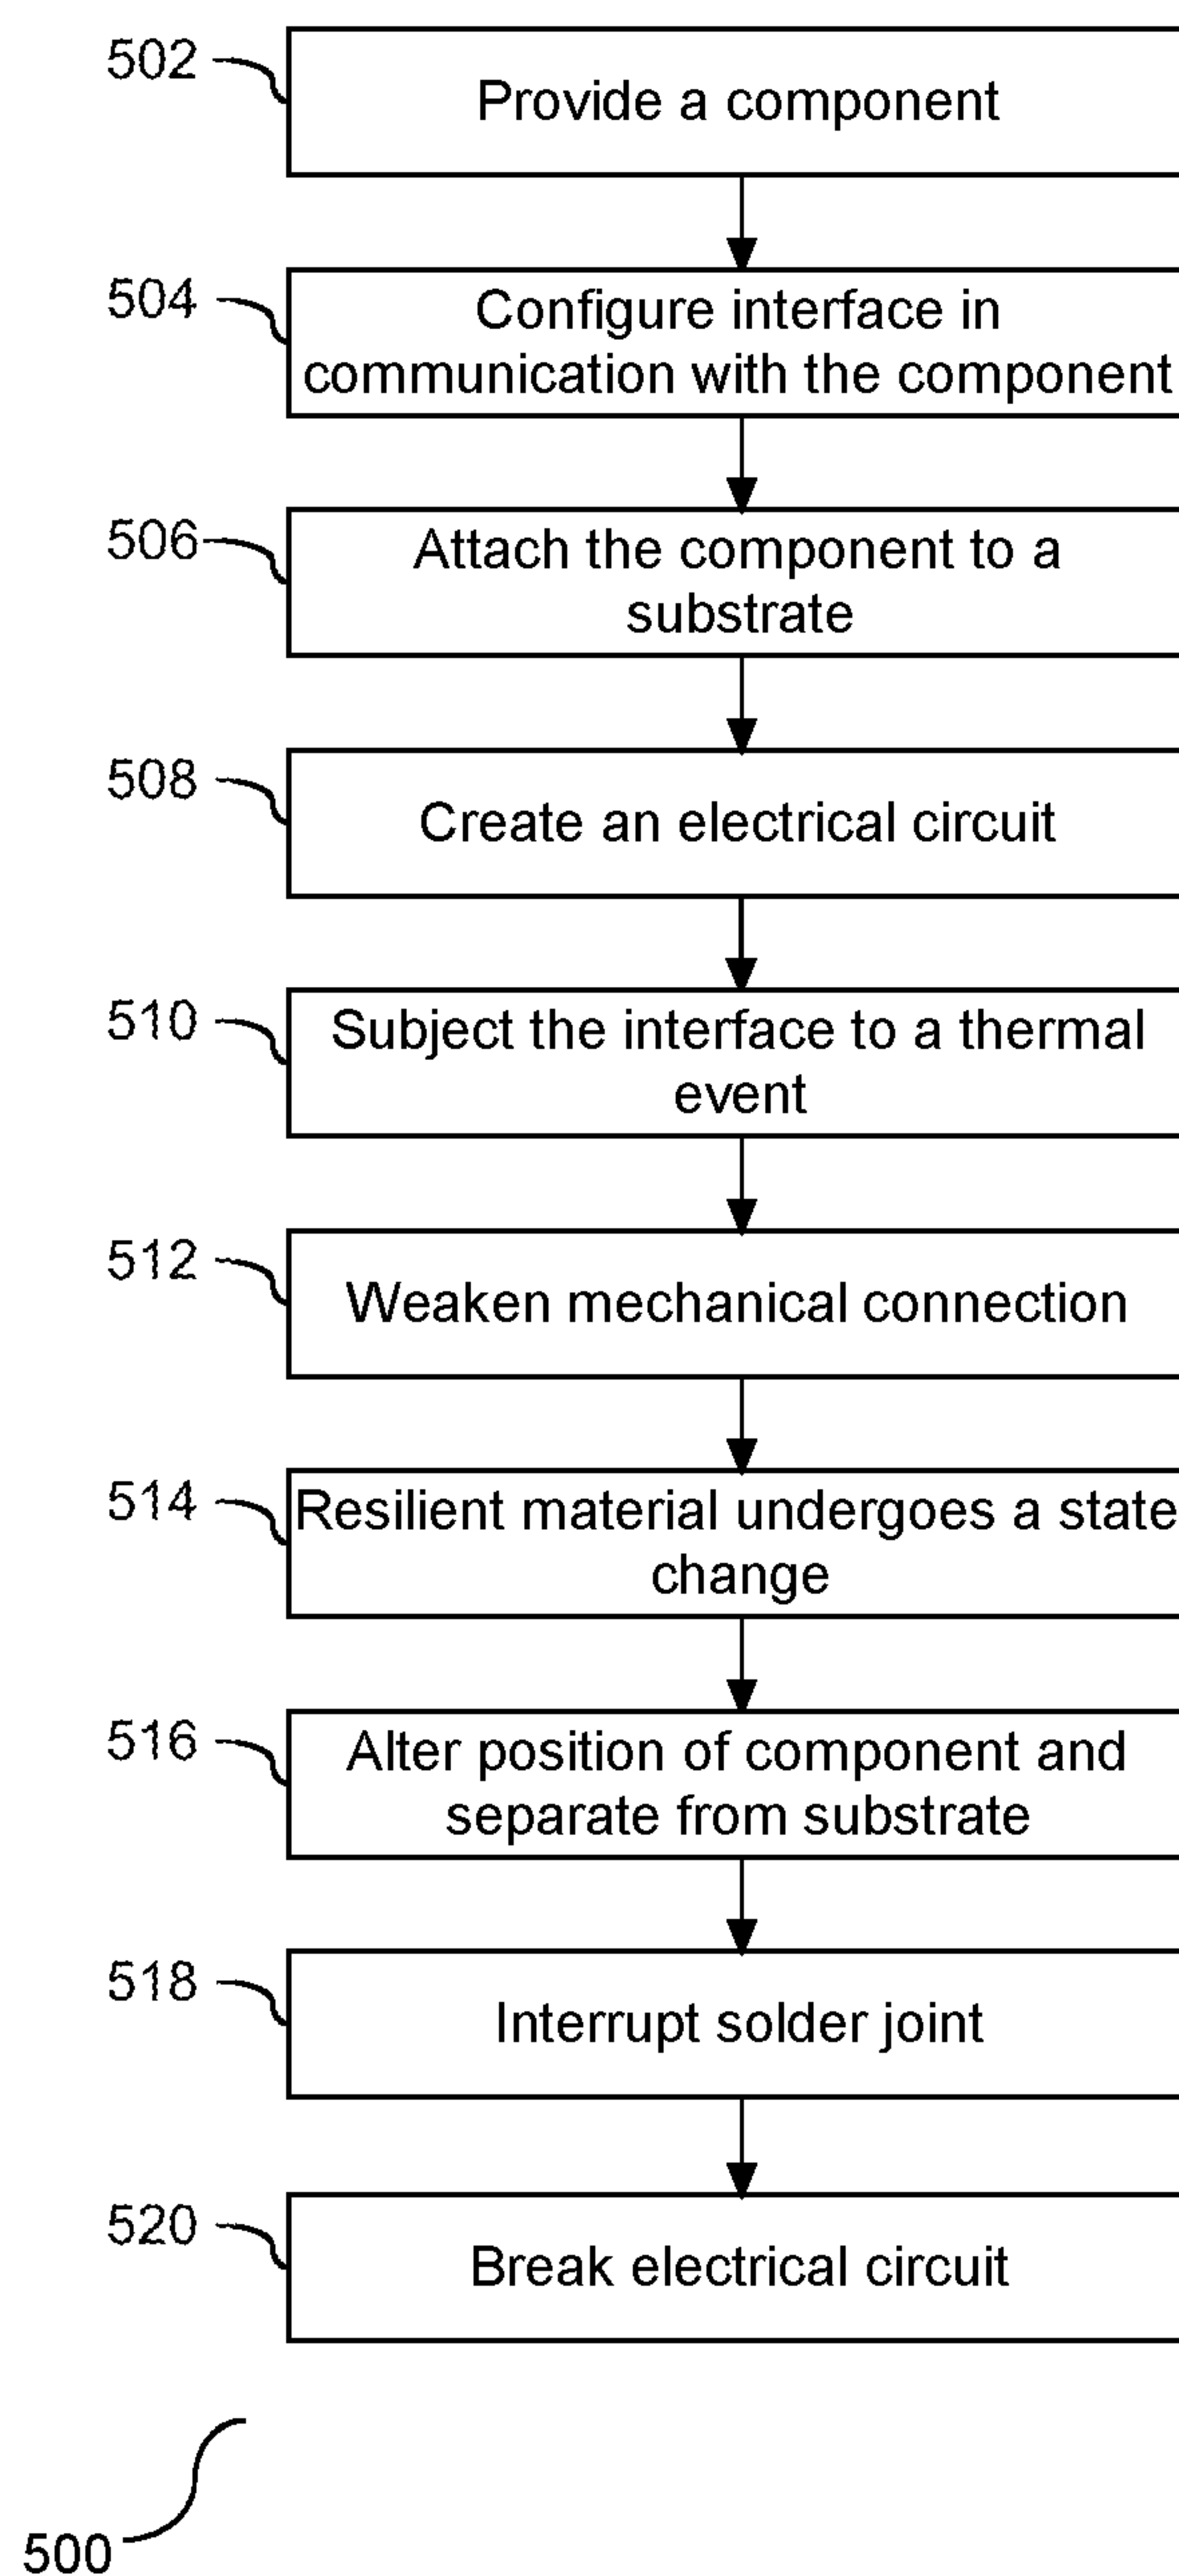 502
Provide a component
504
Configure interface in
communication with the component
506
Attach the component to a
substrate
508
Create an electrical circuit
510
Subject the interface to a thermal
event
512
Weaken mechanical connection
514
Resilient material undergoes a state
change
516
Alter position of component and
separate from substrate
518
Interrupt solder joint
520
Break electrical circuit
500